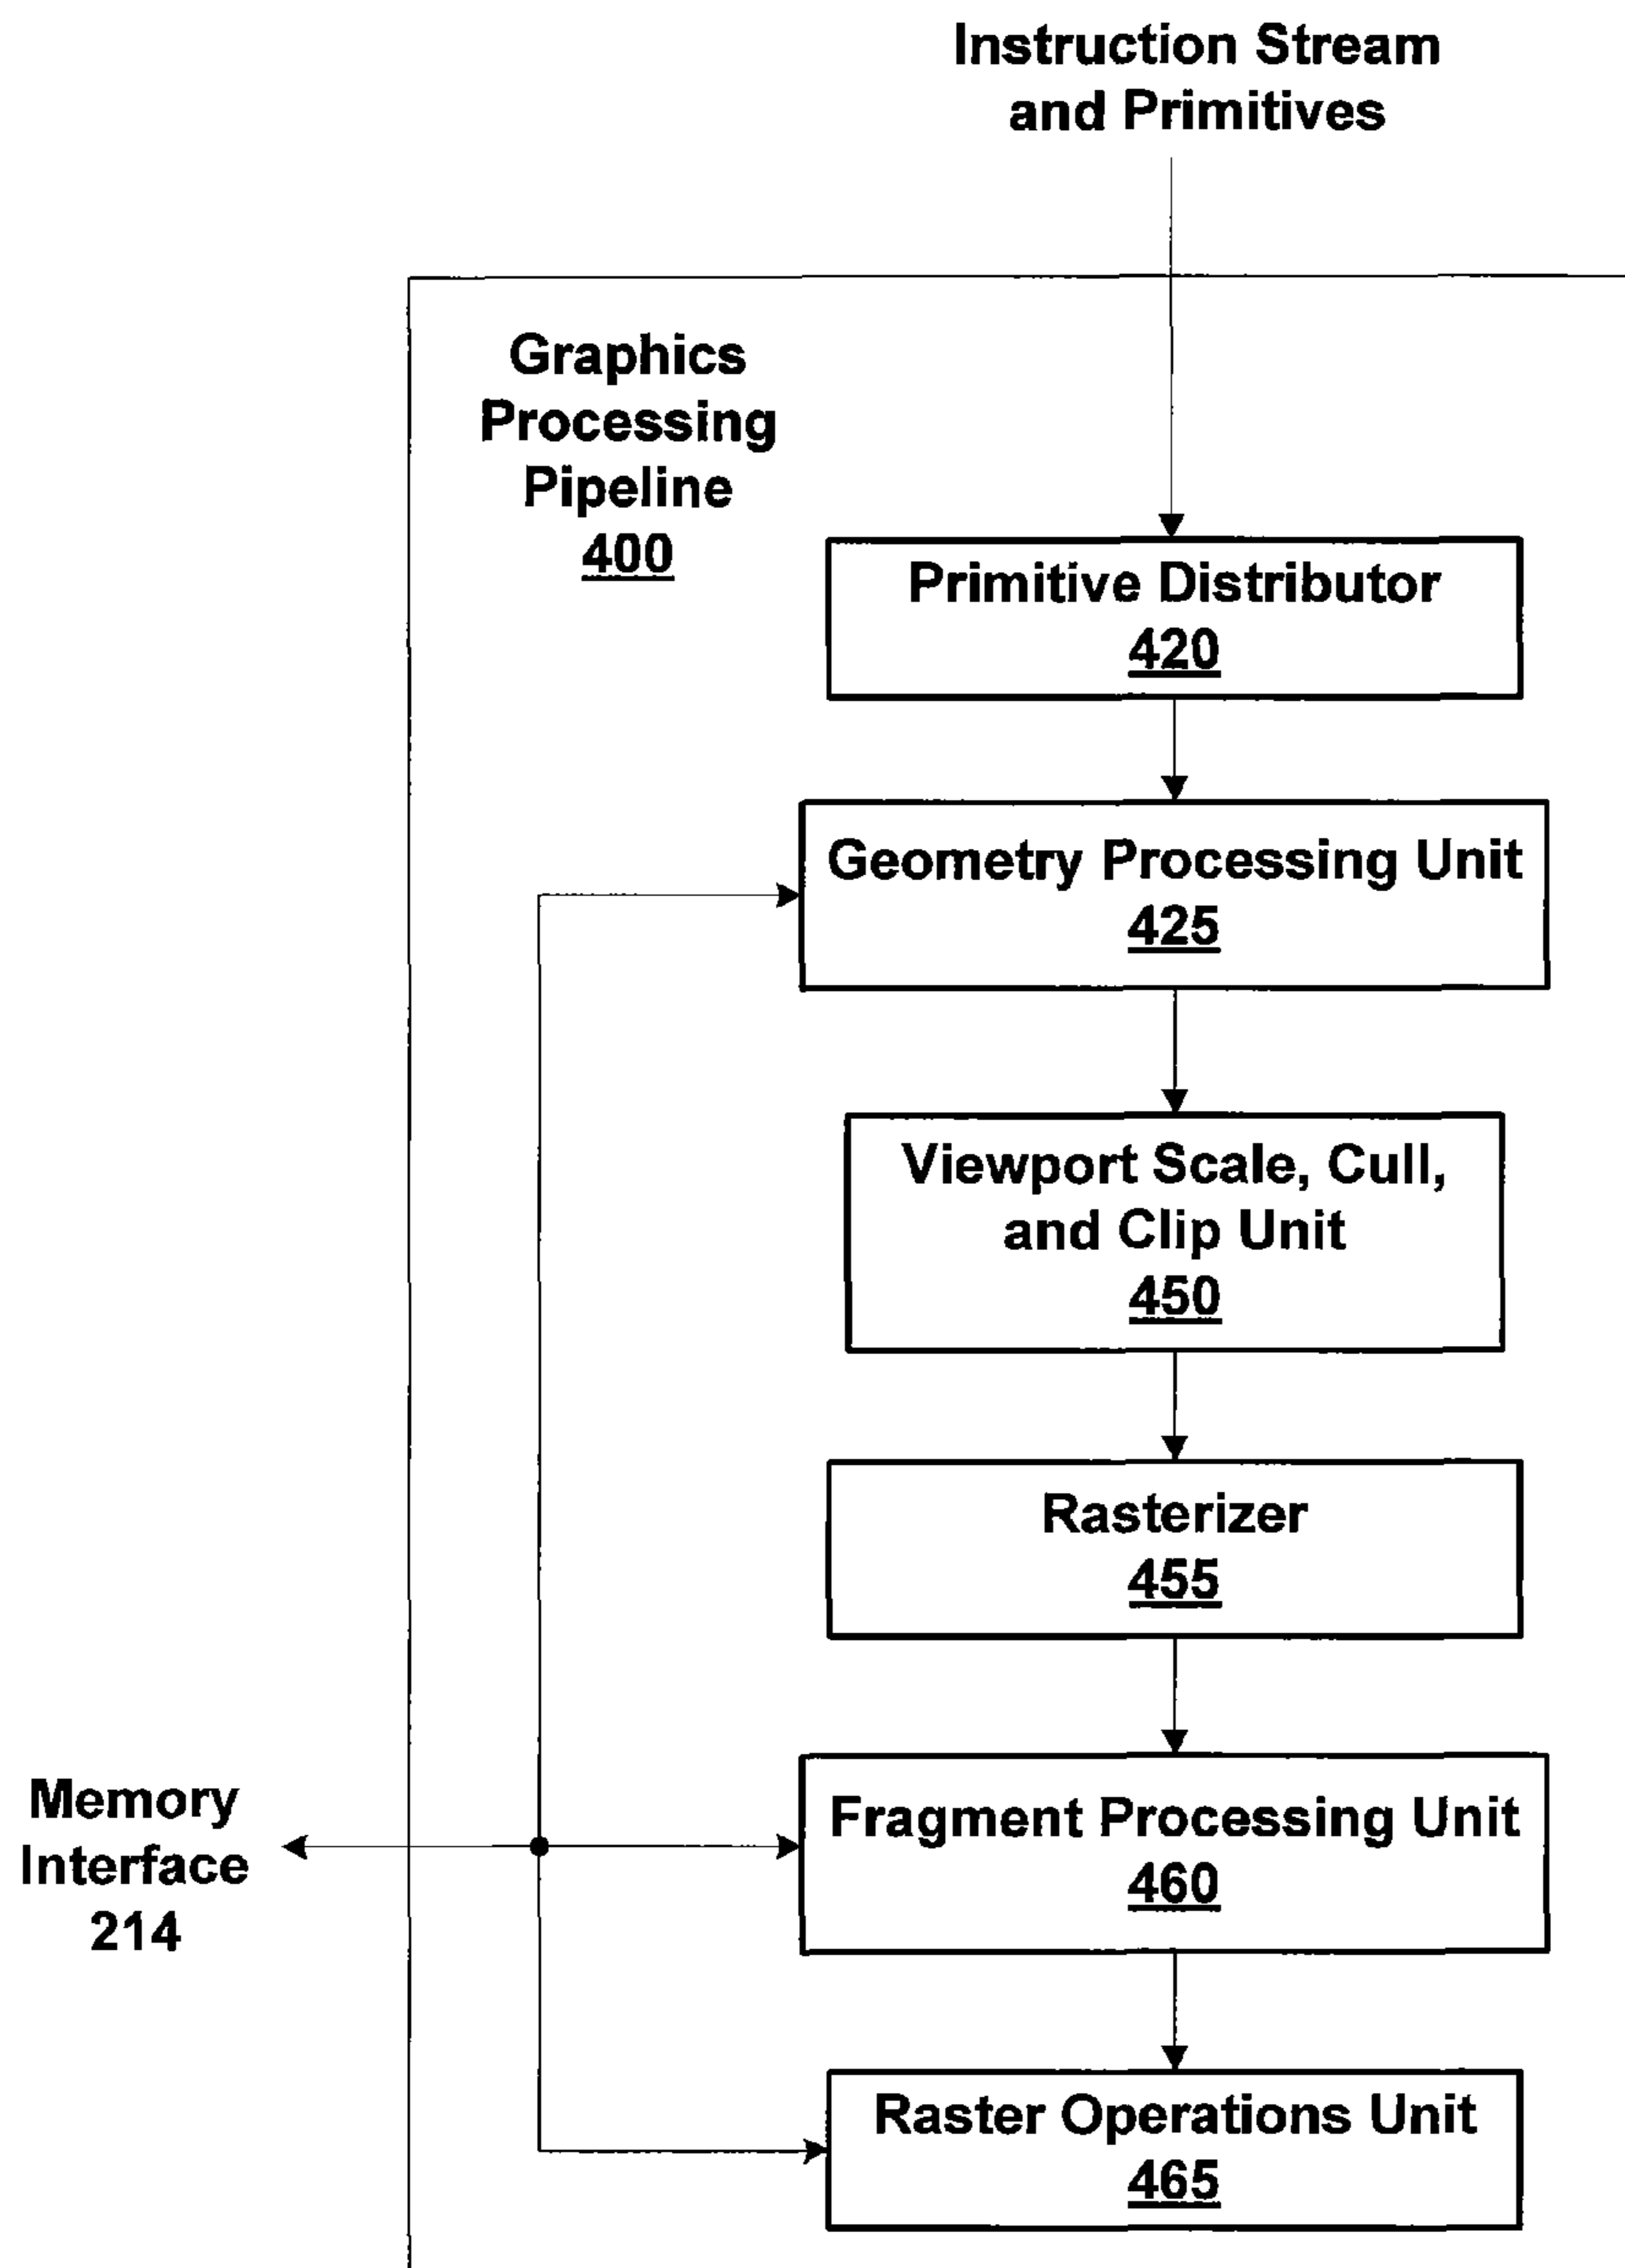 Instruction Stream
and Primitives
Graphics
Processing
Pipeline
400
Primitive Distributor
420
Geometry Processing Unit
425
Viewport Scale, Cull,
and Clip Unit
450
Rasterizer
455
Memory
Interface
214
Fragment Processing Unit
460
Raster Operations Unit
465